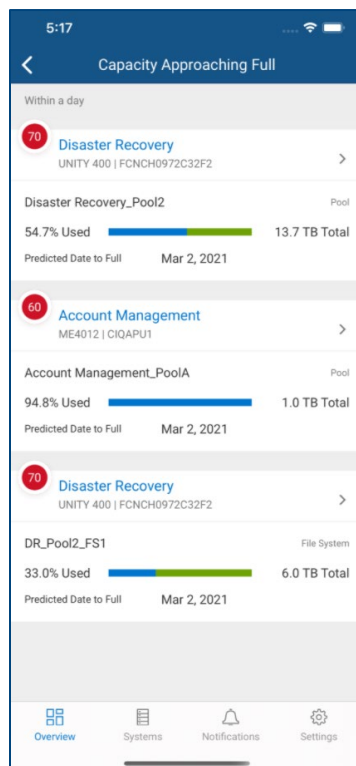 5:17
Capacity Approaching Full
Within a day
70
Disaster Recovery
UNITY 400 | FCNCH0972C32F2
Disaster Recovery_Pool2 Pool
54.7% Used 13.7 TB Total
Predicted Date to Full Mar 2, 2021
60
Account Management
ME4012 | CIQAPU1
Account Management_PoolA Pool
94.8% Used 1.0 TB Total
Predicted Date to Full Mar 2, 2021
70
Disaster Recovery
UNITY 400 | FCNCH0972C32F2
DR_Pool2_FS1 File System
33.0% Used 6.0 TB Total
Predicted Date to Full Mar 2, 2021
Overview Systems Notifications Settings